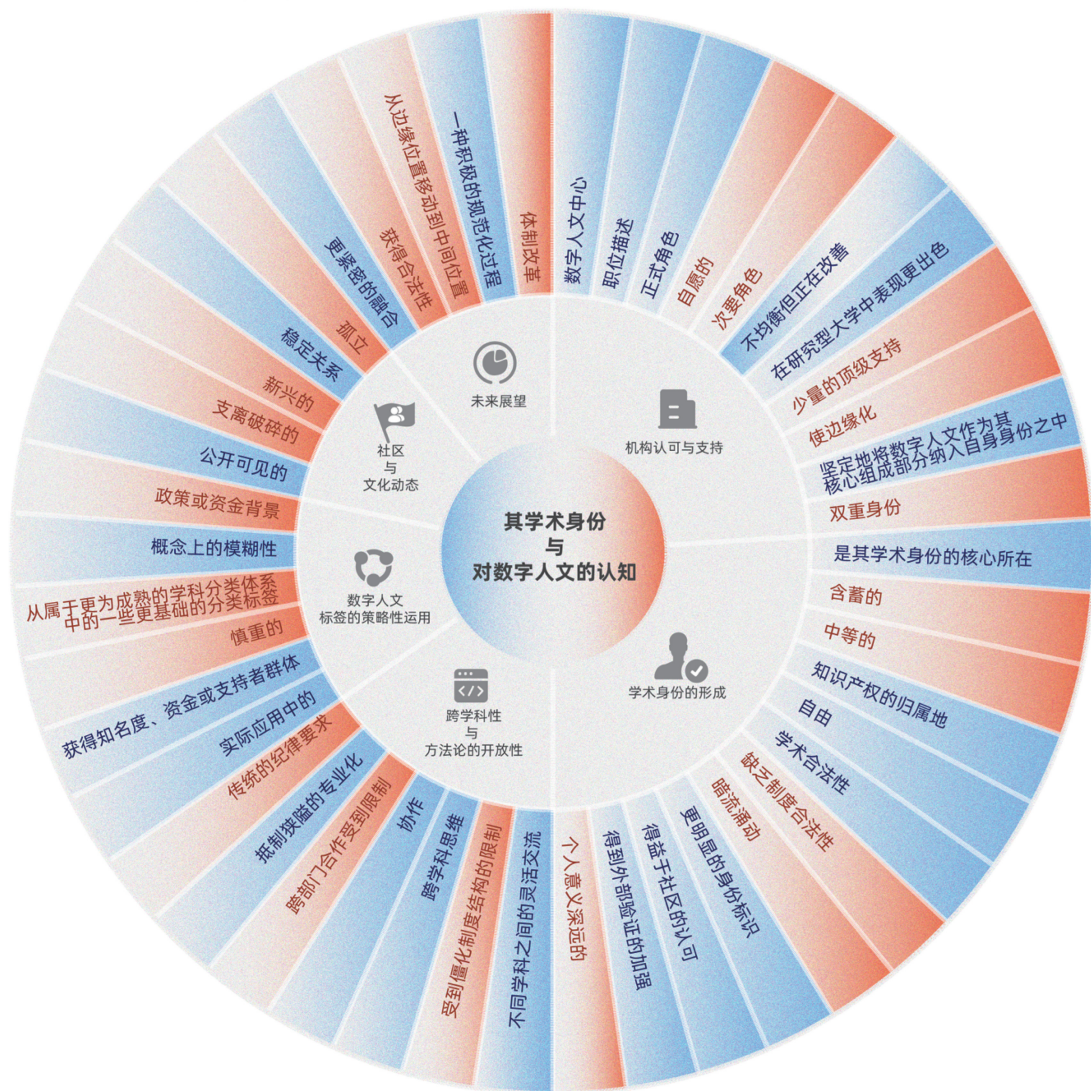 其学术身份
与
对数字人文的认知
机构认可与支持
学术身份的形成
跨学科性
与
方法论的开放性
数字人文
标签的策略性运用
社区
与
文化动态
未来展望
数字人文中心
职位描述
正式角色
自愿的
次要角色
不均衡但正在改善
在研究型大学中表现更出色
少量的顶级支持
使边缘化
坚定地将数字人文作为其
核心组成部分纳入自身身份之中
双重身份
是其学术身份的核心所在
含蓄的
中等的
知识产权的归属地
自由
学术合法性
缺乏制度合法性
暗流涌动
更明显的身份标识
得益于社区的认可
得到外部验证的加强
个人意义深远的
不同学科之间的灵活交流
受到僵化制度结构的限制
跨学科思维
协作
跨部门合作受到限制
抵制狭隘的专业化
传统的纪律要求
实际应用中的
获得知名度、资金或支持者群体
慎重的
从属于更为成熟的学科分类体系
中的一些更基础的分类标签
概念上的模糊性
政策或资金背景
公开可见的
支离破碎的
新兴的
稳定关系
孤立
更紧密的融合
获得合法性
从边缘位置移动到中间位置
一种积极的规范化过程
体制改革